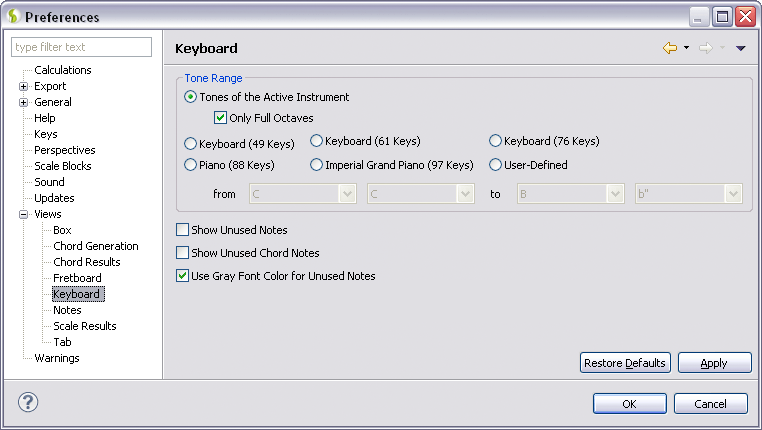 Preferences
type filter text
Calculations
Export
General
Help
Keys
Perspectives
Scale Blocks
Sound
Updates
Views
Box
Chord Generation
Chord Results
Fretboard
Keyboard
Notes
Scale Results
Tab
Warnings
Keyboard
Tone Range
Tones of the Active Instrument
Only Full Octaves
Keyboard (49 Keys) Keyboard (61 Keys) Keyboard (76 Keys)
Piano (88 Keys) Imperial Grand Piano (97 Keys) User-Defined
from C C to B b"
Show Unused Notes
Show Unused Chord Notes
Use Gray Font Color for Unused Notes
Restore Defaults Apply
? OK Cancel